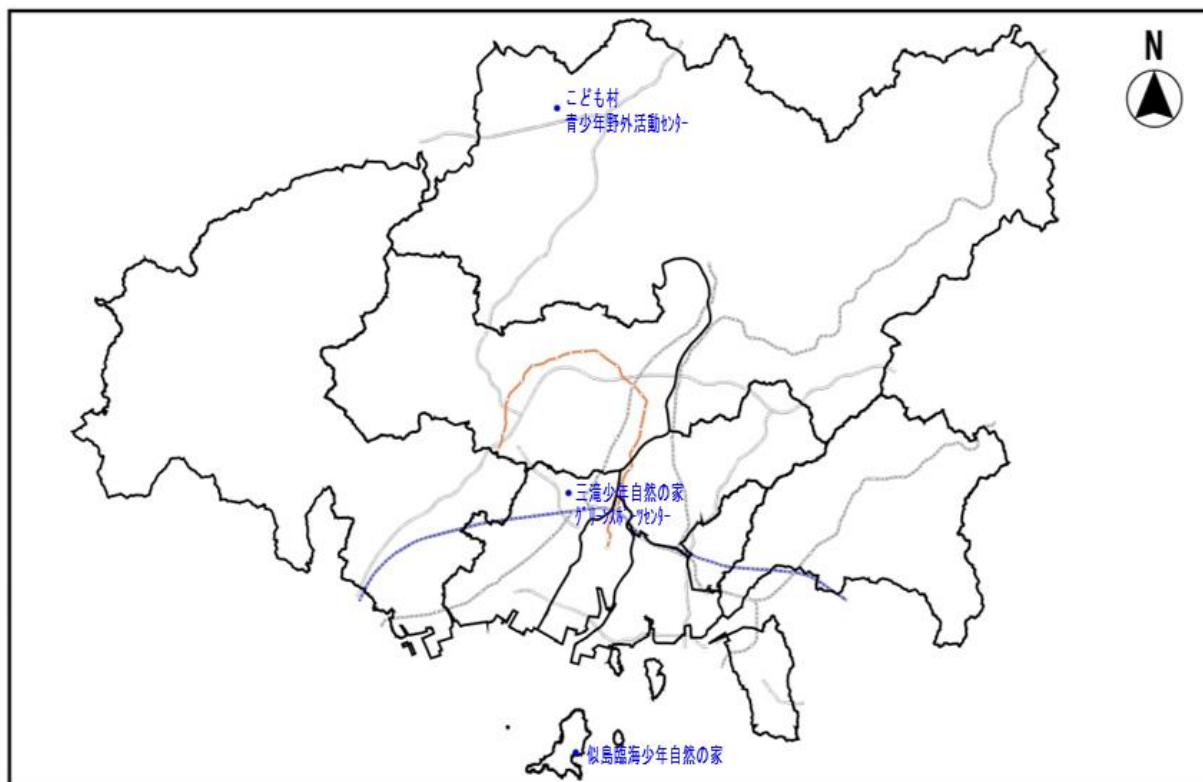 N
こども村
青少年野外活動ｾﾝﾀｰ
三滝少年自然の家
ｸﾞﾘｰﾝｽﾎﾟｰﾂｾﾝﾀｰ
似島臨海少年自然の家